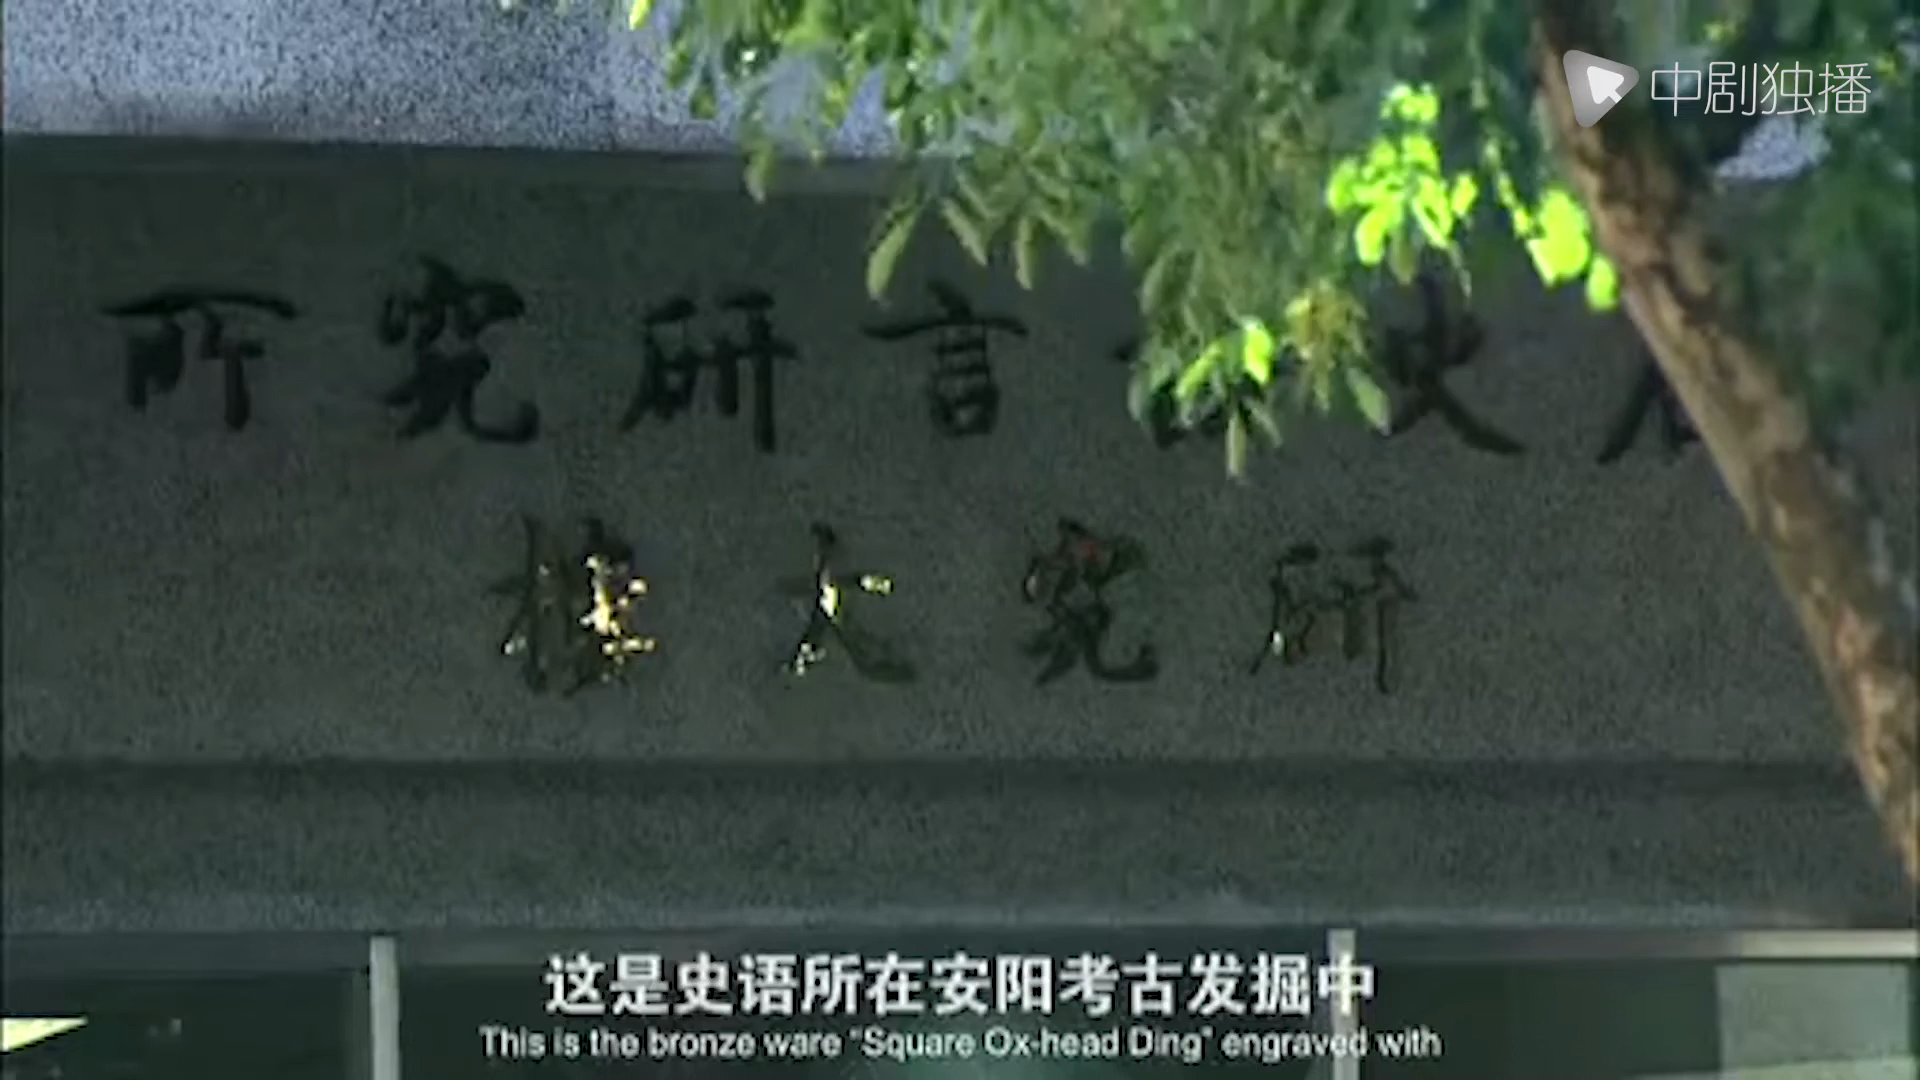 中剧独播
史言研究所
研究大樓
这是史语所在安阳考古发掘中
This is the bronze ware "Square Ox-head Ding" engraved with